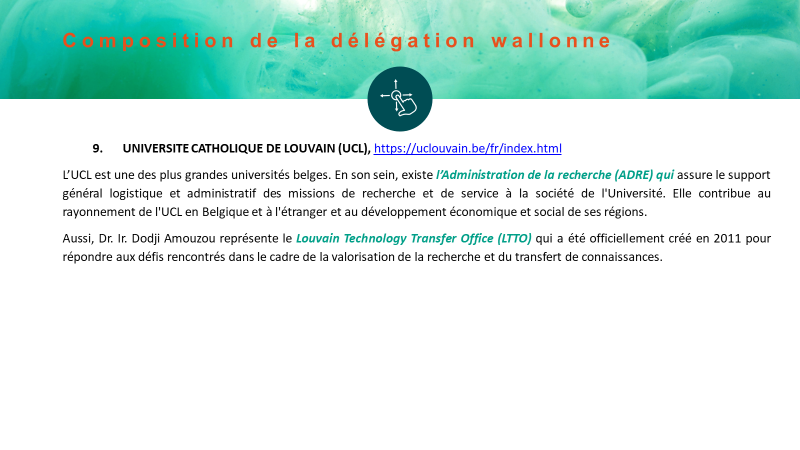 Composition de la délégation wallonne
9. UNIVERSITE CATHOLIQUE DE LOUVAIN (UCL), https://uclouvain.be/fr/index.html
L’UCL est une des plus grandes universités belges. En son sein, existe l’Administration de la recherche (ADRE) qui assure le support
général logistique et administratif des missions de recherche et de service à la société de l'Université. Elle contribue au
rayonnement de l'UCL en Belgique et à l'étranger et au développement économique et social de ses régions.
Aussi, Dr. Ir. Dodji Amouzou représente le Louvain Technology Transfer Office (LTTO) qui a été officiellement créé en 2011 pour
répondre aux défis rencontrés dans le cadre de la valorisation de la recherche et du transfert de connaissances.